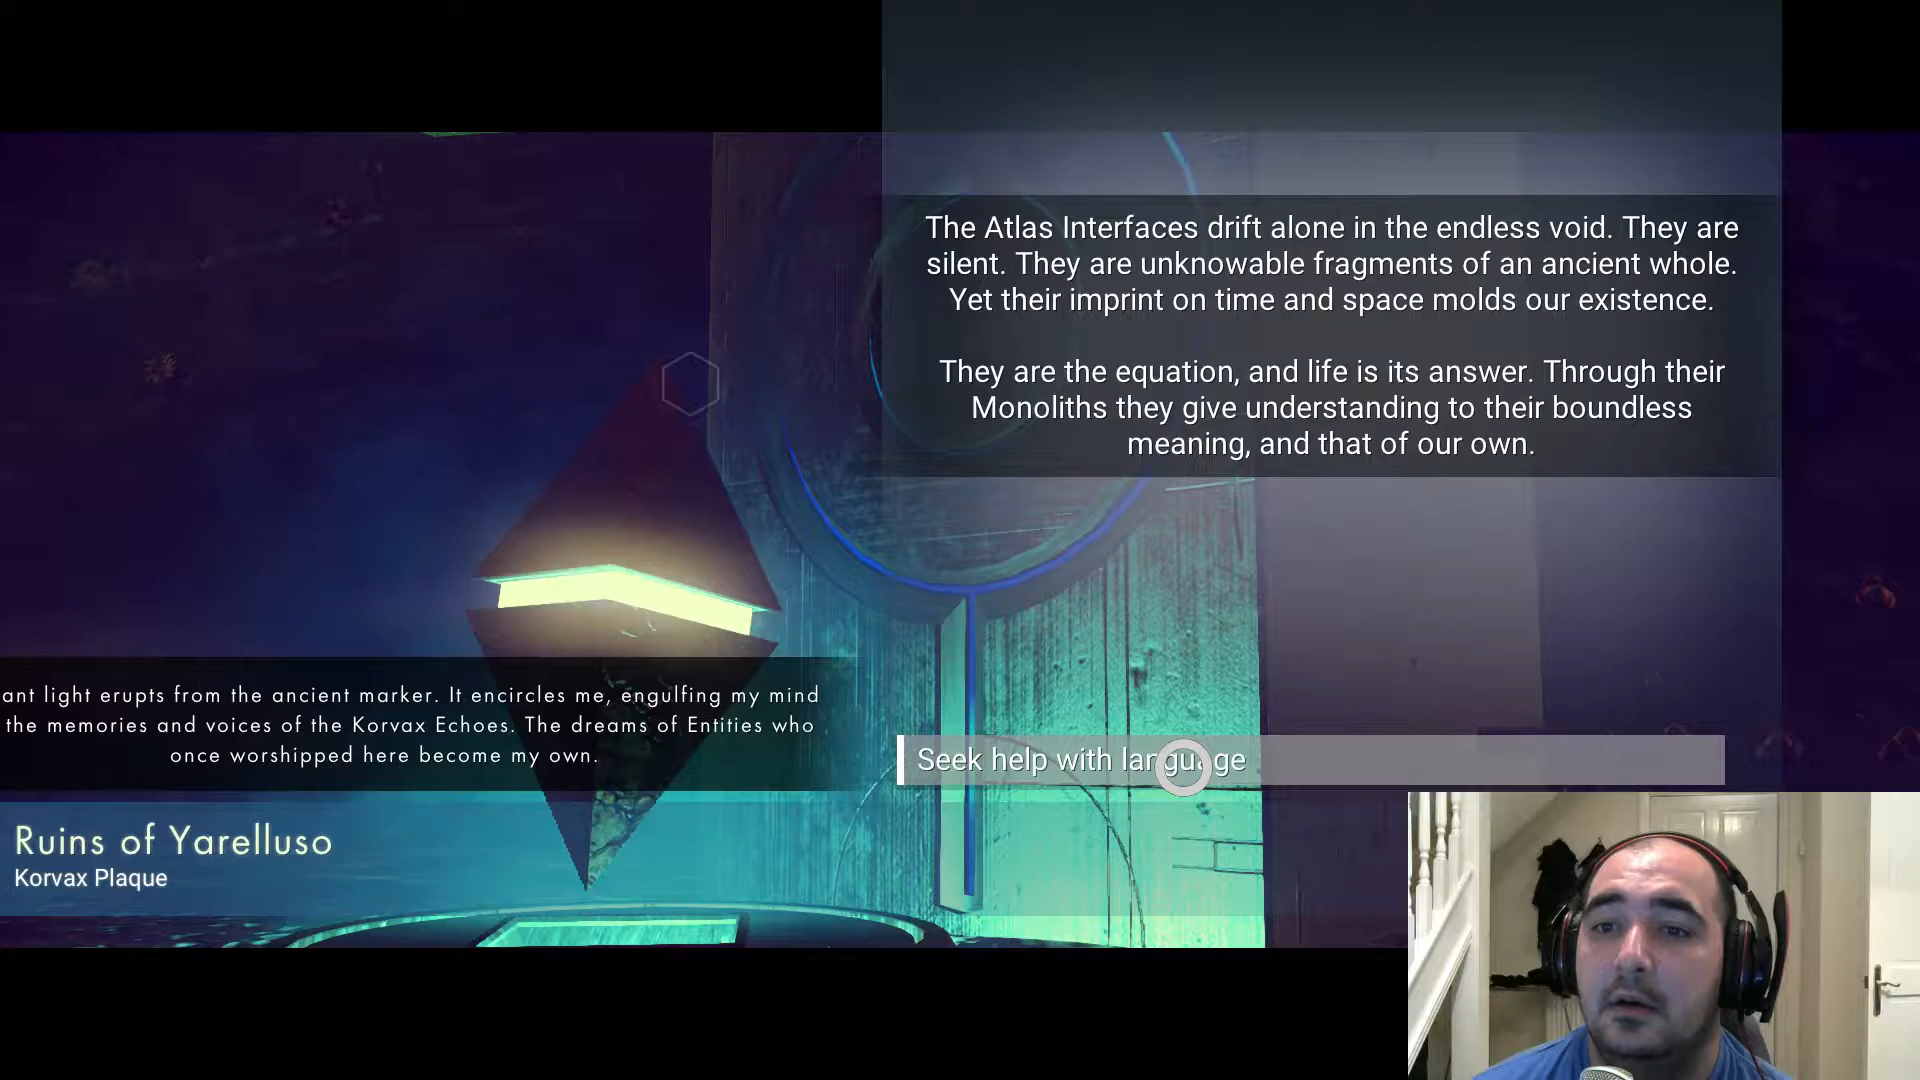 The Atlas Interfaces drift alone in the endless void. They are
silent. They are unknowable fragments of an ancient whole.
Yet their imprint on time and space molds our existence.
They are the equation, and life is its answer. Through their
Monoliths they give understanding to their boundless
meaning, and that of our own.
ant light erupts from the ancient marker. It encircles me, engulfing my mind
the memories and voices of the Korvax Echoes. The dreams of Entities who
once worshipped here become my own.
Seek help with language
Ruins of Yarelluso
Korvax Plaque